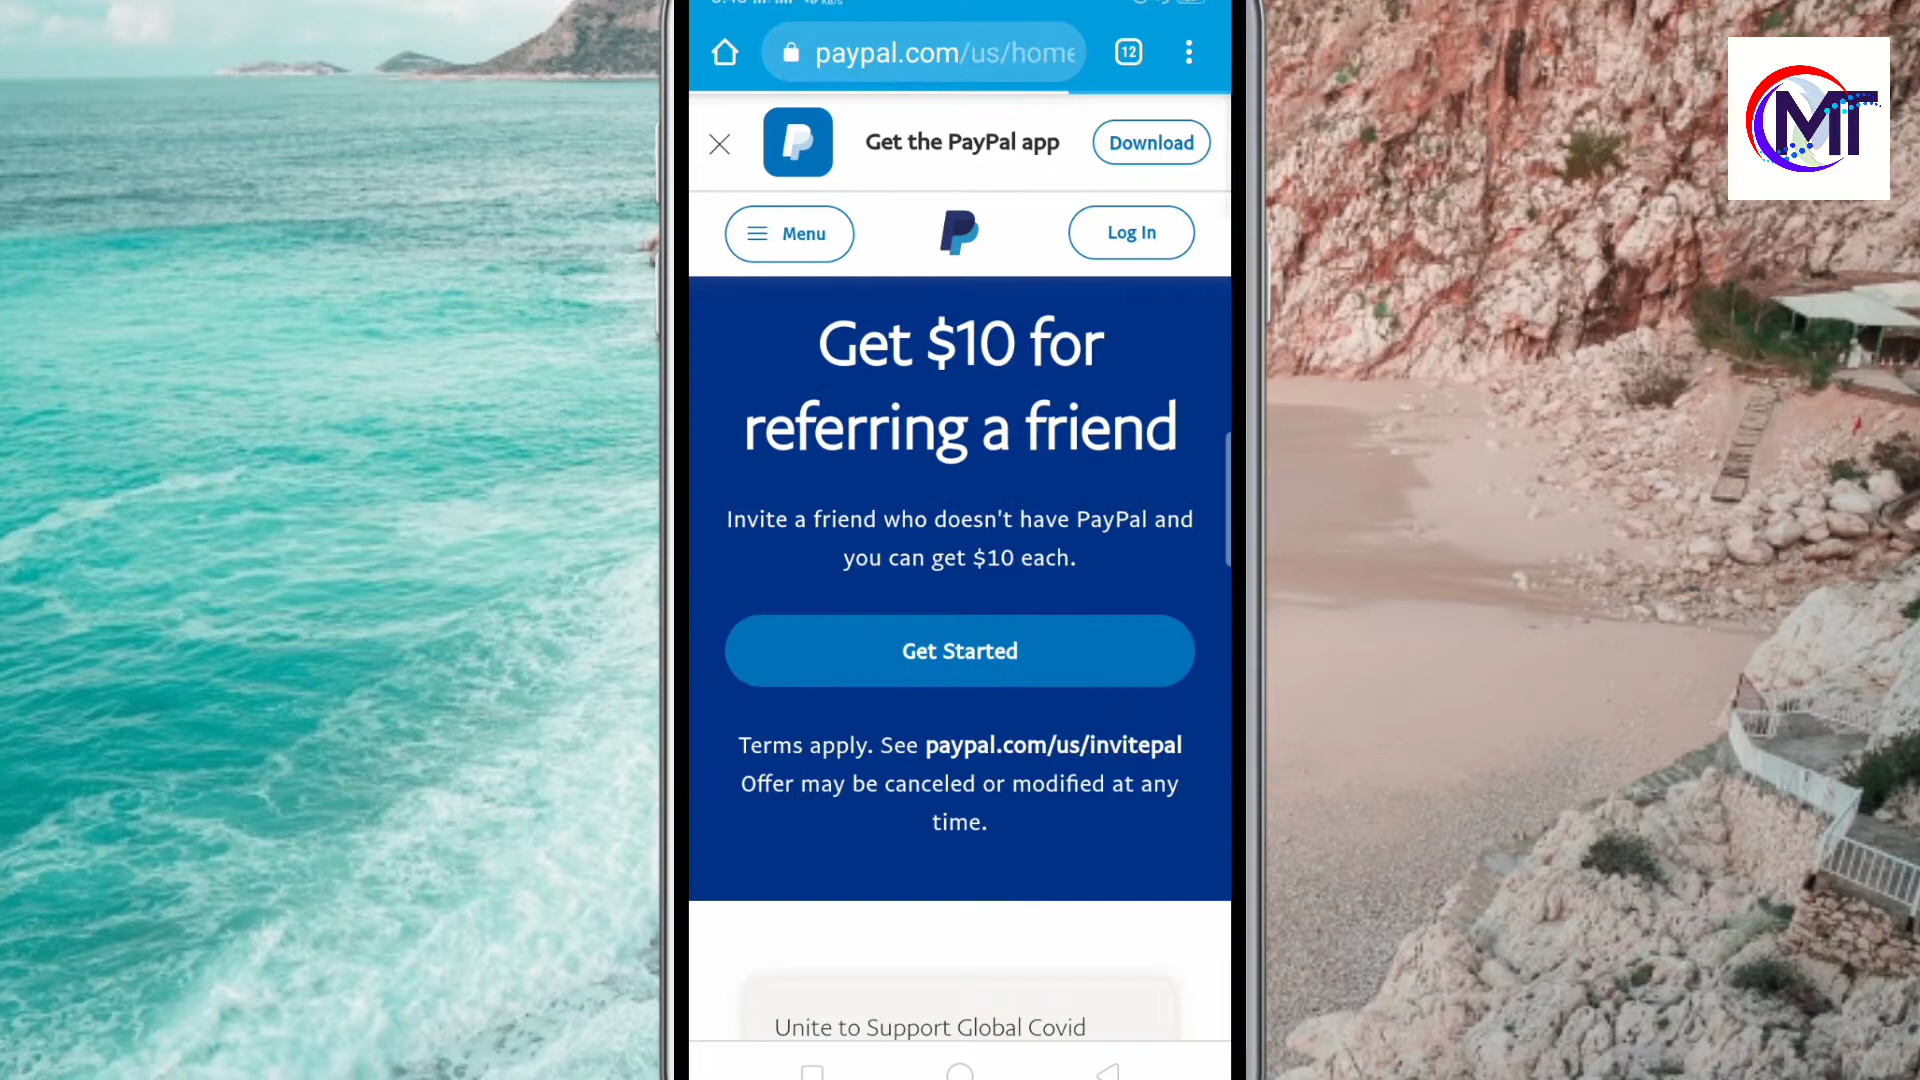 paypal.com/us/home
12
Get the PayPal app
Download
Menu
Log In
Get $10 for
referring a friend
Invite a friend who doesn't have PayPal and
you can get $10 each.
Get Started
Terms apply. See paypal.com/us/invitepal
Offer may be canceled or modified at any
time.
Unite to Support Global Covid
MT